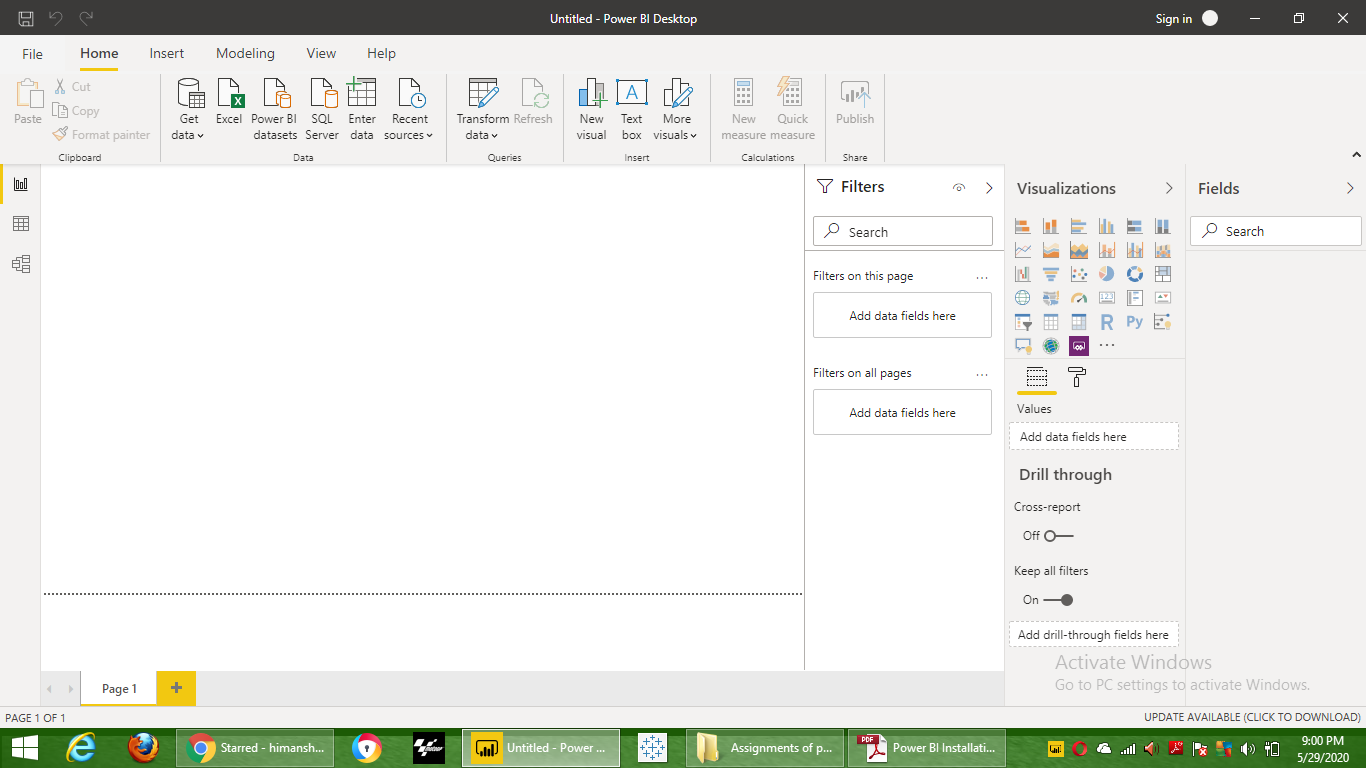 Untitled - Power BI Desktop
Sign in
File Home Insert Modeling View Help
Paste
Cut
Copy
Format painter
Clipboard
Get data
Excel
Power BI datasets
SQL Server
Enter data
Recent sources
Data
Transform data
Refresh
Queries
New visual
Text box
More visuals
Insert
New measure
Quick measure
Calculations
Publish
Share
Filters
Search
Filters on this page
...
Add data fields here
Filters on all pages
...
Add data fields here
Visualizations
123
R
Py
...
Values
Add data fields here
Drill through
Cross-report
Off
Keep all filters
On
Add drill-through fields here
Fields
Search
Activate Windows
Go to PC settings to activate Windows.
Page 1
+
PAGE 1 OF 1
UPDATE AVAILABLE (CLICK TO DOWNLOAD)
Starred - himansh...
Untitled - Power ...
Assignments of p...
PDF
Power BI Installati...
9:00 PM
5/29/2020